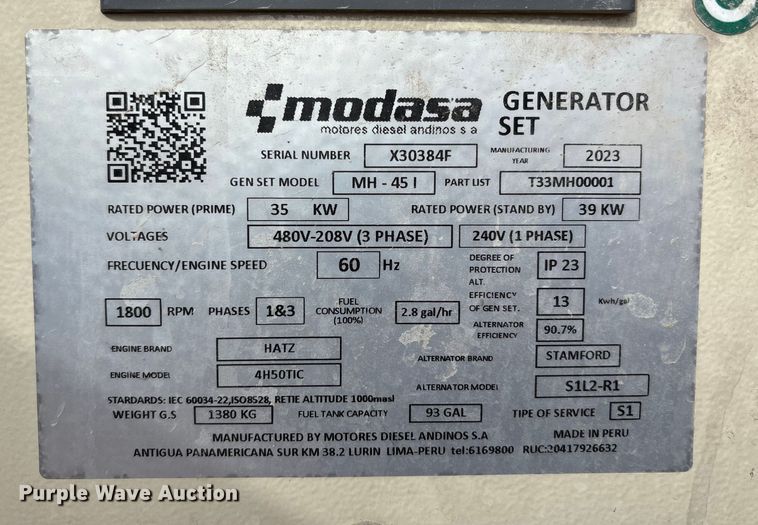 modasa GENERATOR SET
motores diesel andinos s a
SERIAL NUMBER X30384F MANUFACTURING YEAR 2023
GEN SET MODEL MH - 45 I PART LIST T33MH00001
RATED POWER (PRIME) 35 KW RATED POWER (STAND BY) 39 KW
VOLTAGES 480V-208V (3 PHASE) 240V (1 PHASE)
FRECUENCY/ENGINE SPEED 60 Hz DEGREE OF PROTECTION IP 23
1800 RPM PHASES 1&3 FUEL CONSUMPTION (100%) 2.8 gal/hr ALT. EFFICIENCY OF GEN SET. 13 Kwh/gal
ALTERNATOR EFFICIENCY 90.7%
ENGINE BRAND HATZ ALTERNATOR BRAND STAMFORD
ENGINE MODEL 4H50TIC ALTERNATOR MODEL S1L2-R1
STANDARDS: IEC 60034-22,ISO8528, RETIE ALTITUDE 1000masl
WEIGHT G.S 1380 KG FUEL TANK CAPACITY 93 GAL TYPE OF SERVICE S1
MANUFACTURED BY MOTORES DIESEL ANDINOS S.A MADE IN PERU
ANTIGUA PANAMERICANA SUR KM 38.2 LURIN LIMA-PERU tel:6169800 RUC:20417926632
Purple Wave Auction